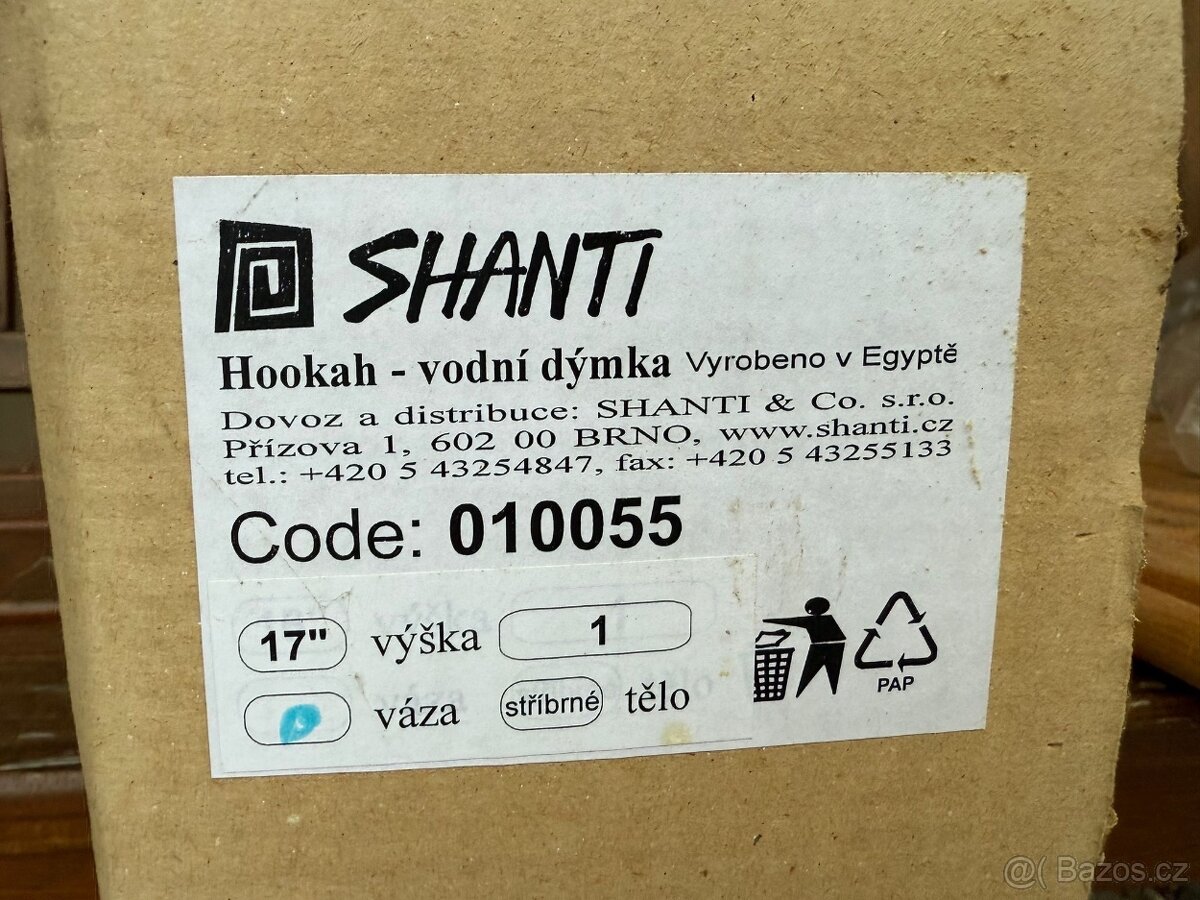 SHANTI
Hookah - vodní dýmka Vyrobeno v Egyptě
Dovoz a distribuce: SHANTI & Co. s.r.o.
Přízova 1, 602 00 BRNO, www.shanti.cz
tel.: +420 5 43254847, fax: +420 5 43255133
Code: 010055
17" výška 1
váza stříbrné tělo
PAP
@( Bazos.cz